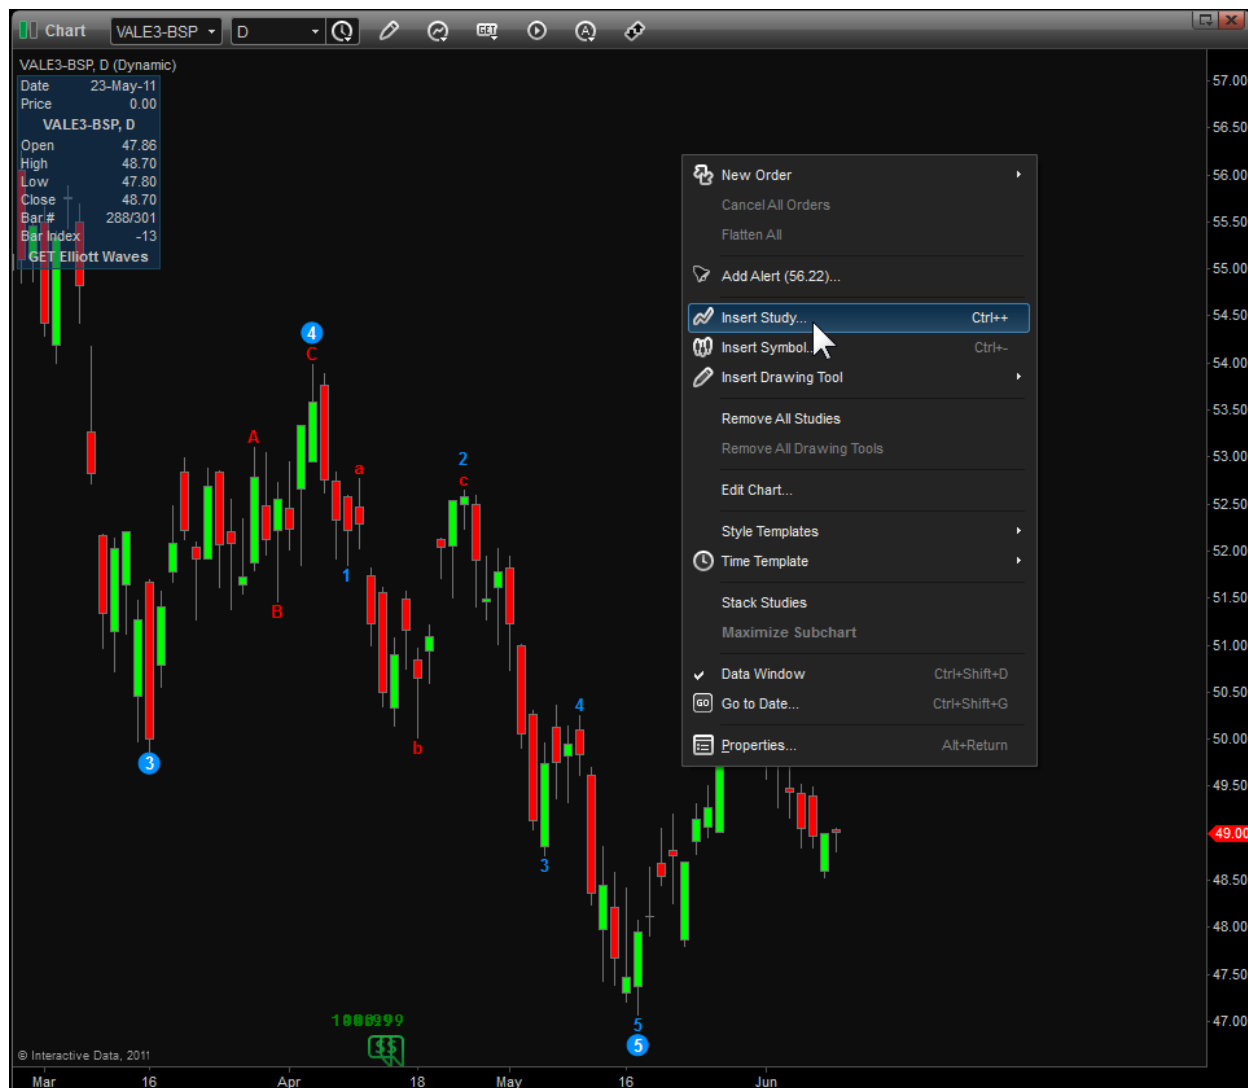 Chart VALE3-BSP D GET A
VALE3-BSP, D (Dynamic)
Date 23-May-11
Price 0.00
VALE3-BSP, D
Open 47.86
High 48.70
Low 47.80
Close 48.70
Bar # 288/301
Bar Index -13
GET Elliott Waves
New Order
Cancel All Orders
Flatten All
Add Alert (56.22)...
Insert Study... Ctrl++
Insert Symbol... Ctrl+-
Insert Drawing Tool
Remove All Studies
Remove All Drawing Tools
Edit Chart...
Style Templates
Time Template
Stack Studies
Maximize Subchart
Data Window Ctrl+Shift+D
GO Go to Date... Ctrl+Shift+G
Properties... Alt+Return
57.00
56.50
56.00
55.50
55.00
54.50
54.00
53.50
53.00
52.50
52.00
51.50
51.00
50.50
50.00
49.50
49.00
48.50
48.00
47.50
47.00
4
C
A
a
2
c
1
B
4
b
3
3
5
5
$$
© Interactive Data, 2011
Mar 16 Apr 18 May 16 Jun